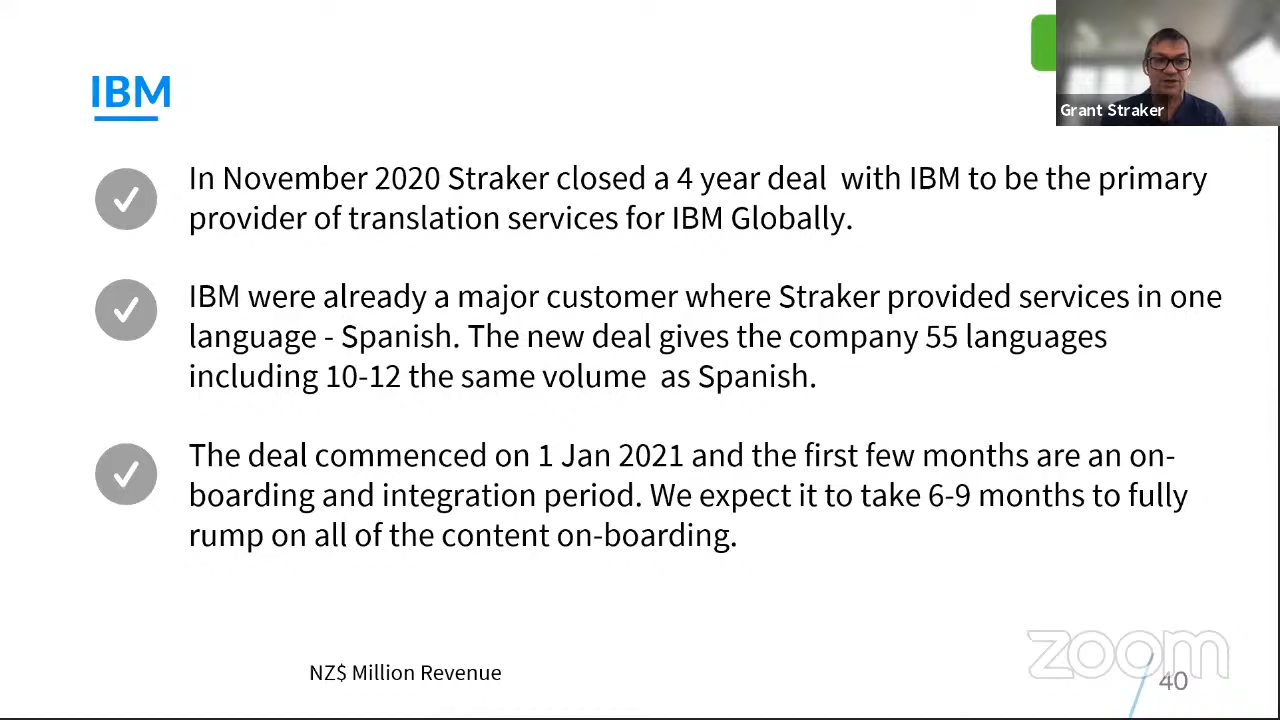 IBM
Grant Straker
In November 2020 Straker closed a 4 year deal  with IBM to be the primary
provider of translation services for IBM Globally.
IBM were already a major customer where Straker provided services in one
language - Spanish. The new deal gives the company 55 languages
including 10-12 the same volume  as Spanish.
The deal commenced on 1 Jan 2021 and the first few months are an on-
boarding and integration period. We expect it to take 6-9 months to fully
rump on all of the content on-boarding.
NZ$ Million Revenue
zoom
40